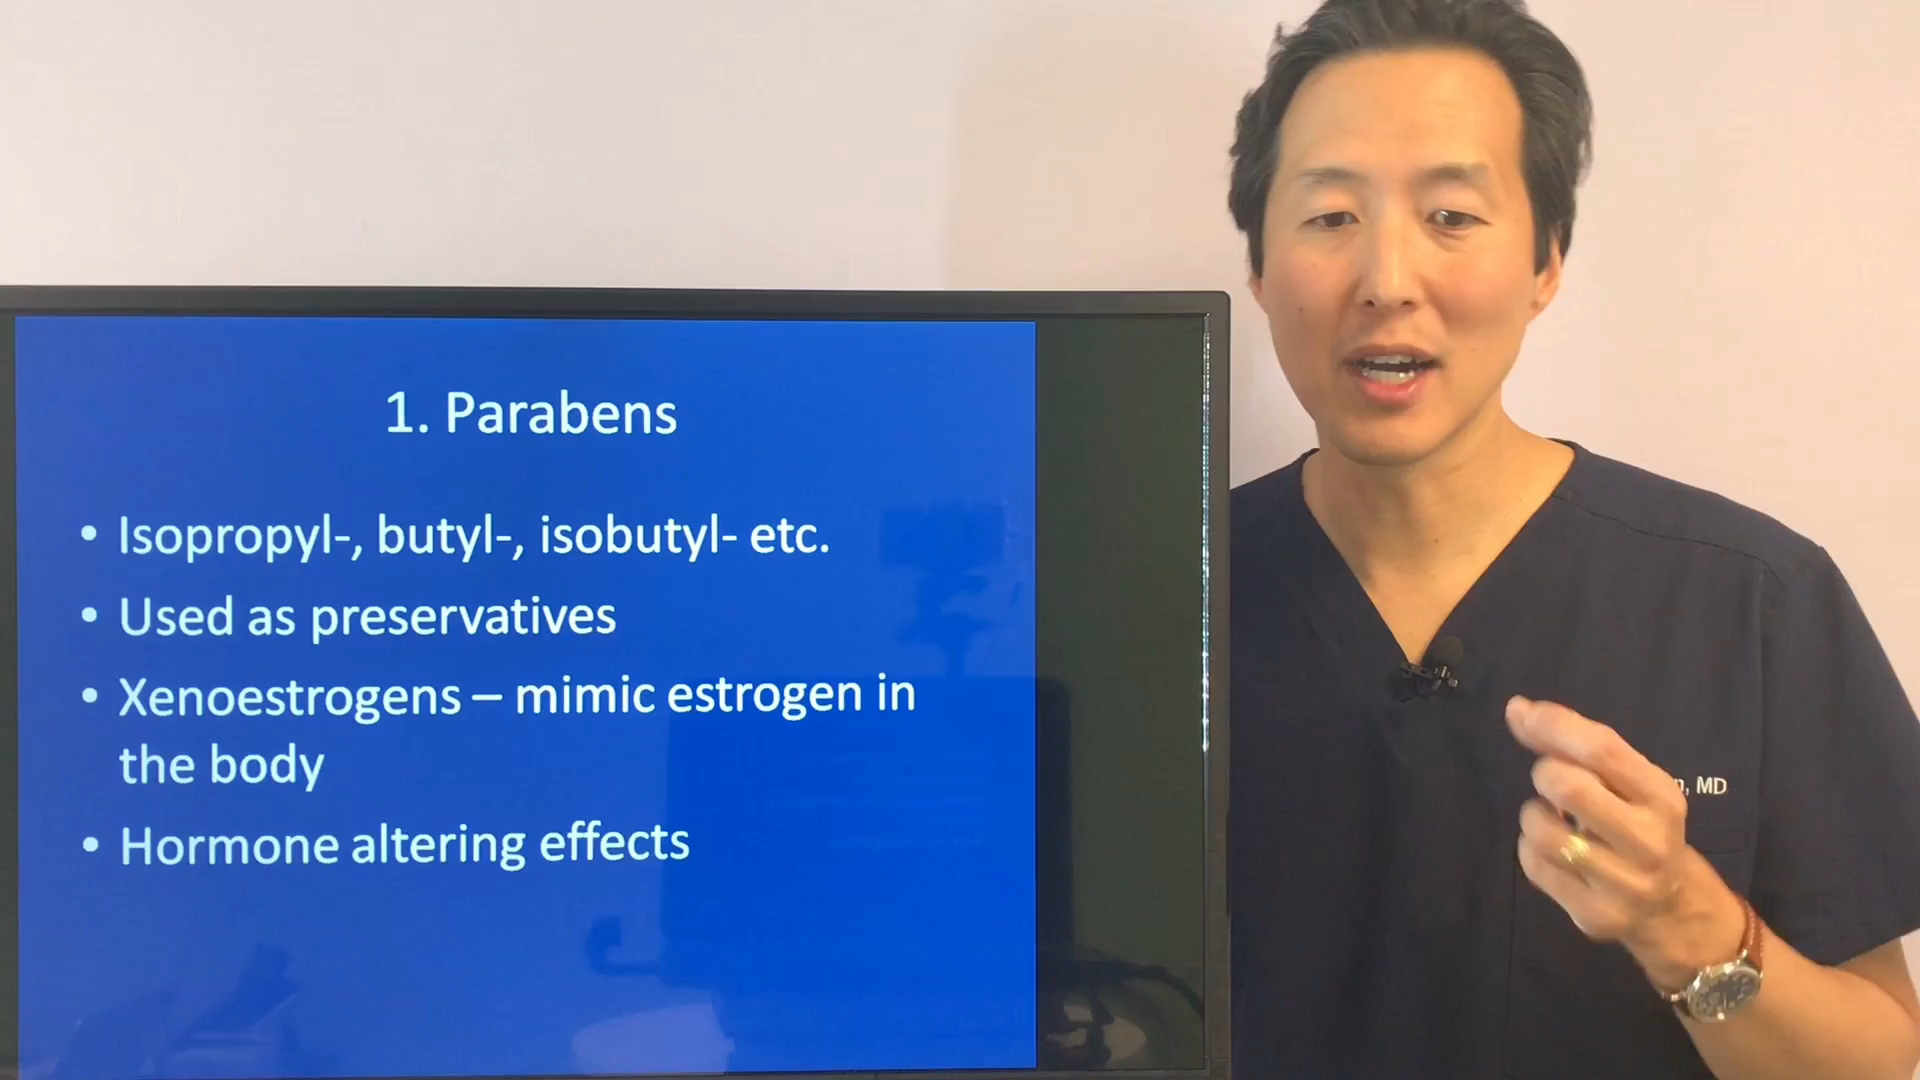 1. Parabens
• Isopropyl-, butyl-, isobutyl- etc.
• Used as preservatives
• Xenoestrogens – mimic estrogen in
the body
• Hormone altering effects
MD